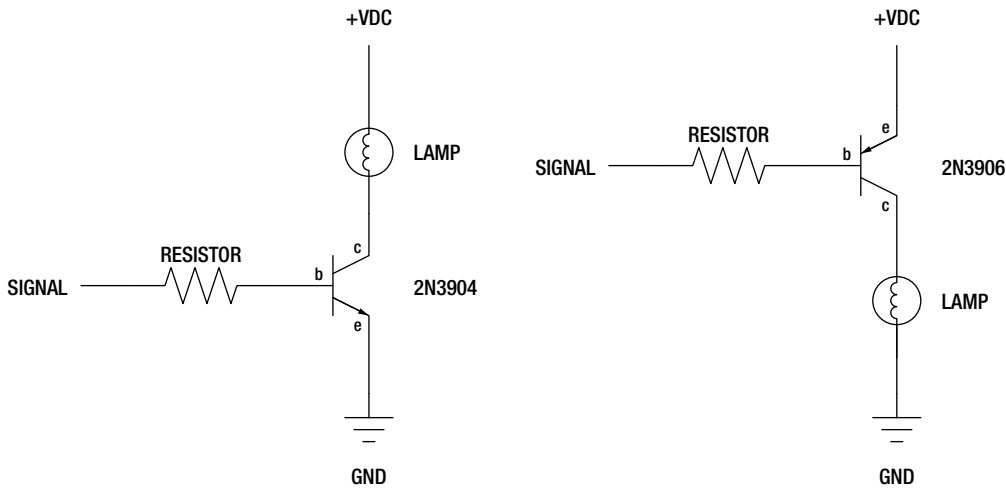 +VDC
LAMP
c
RESISTOR
b
SIGNAL
2N3904
e
GND
+VDC
e
RESISTOR
b
SIGNAL
2N3906
c
LAMP
GND